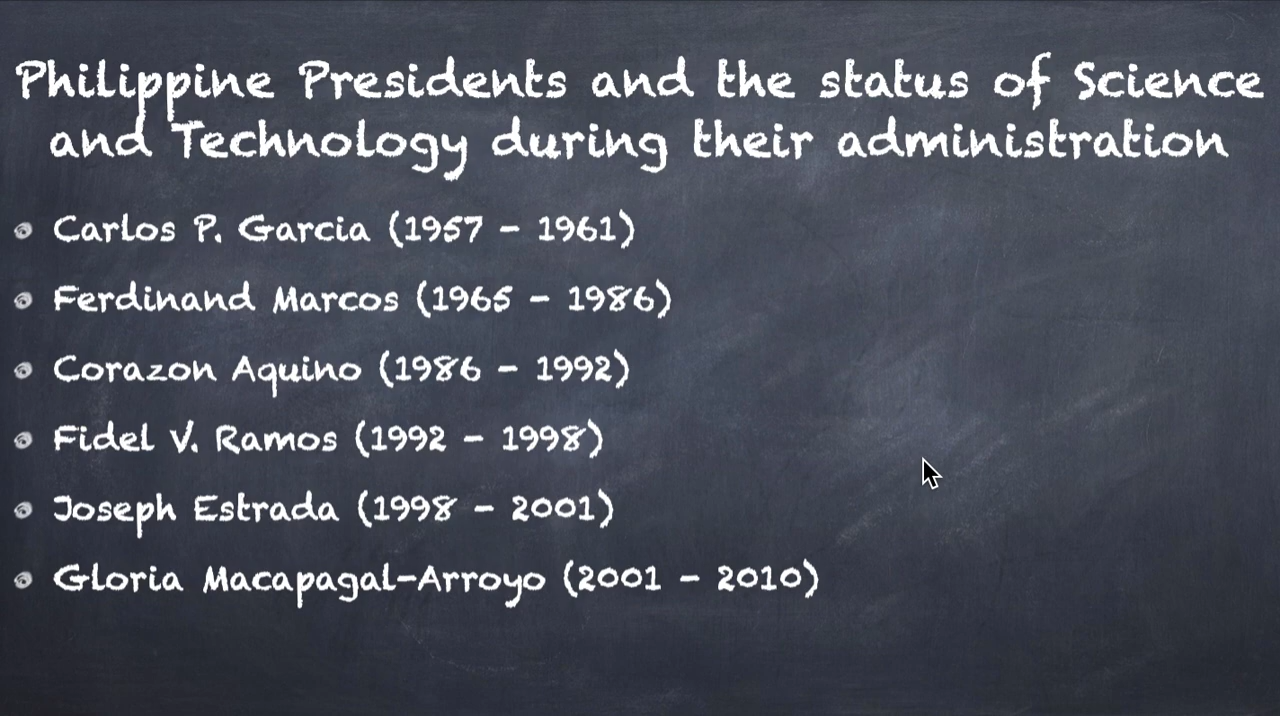 Philippine Presidents and the status of Science
and Technology during their administration
Carlos P. Garcia (1957 - 1961)
Ferdinand Marcos (1965 - 1986)
Corazon Aquino (1986 - 1992)
Fidel V. Ramos (1992 - 1998)
Joseph Estrada (1998 - 2001)
Gloria Macapagal-Arroyo (2001 - 2010)